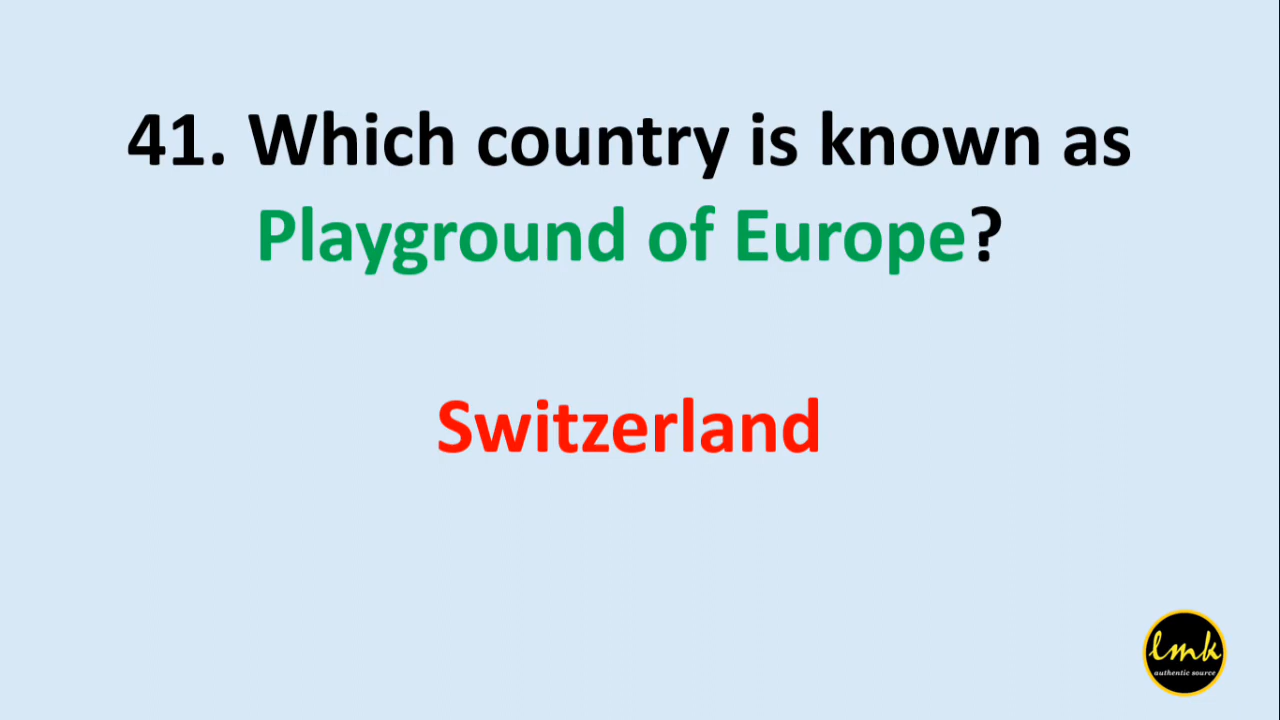 41. Which country is known as
Playground of Europe?
Switzerland
lmk
authentic source